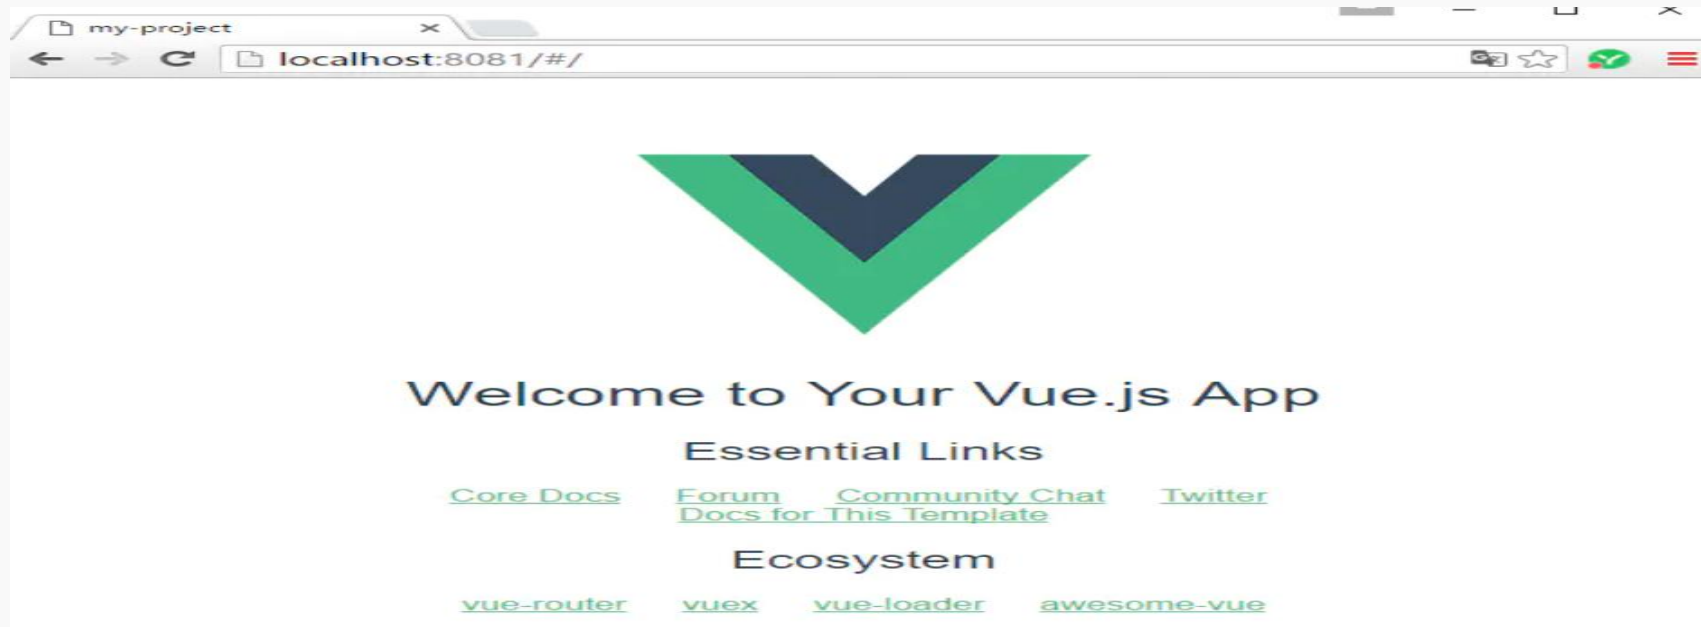 my-project
localhost:8081/#/
Welcome to Your Vue.js App
Essential Links
Core Docs Forum Community Chat Twitter
Docs for This Template
Ecosystem
vue-router vuex vue-loader awesome-vue